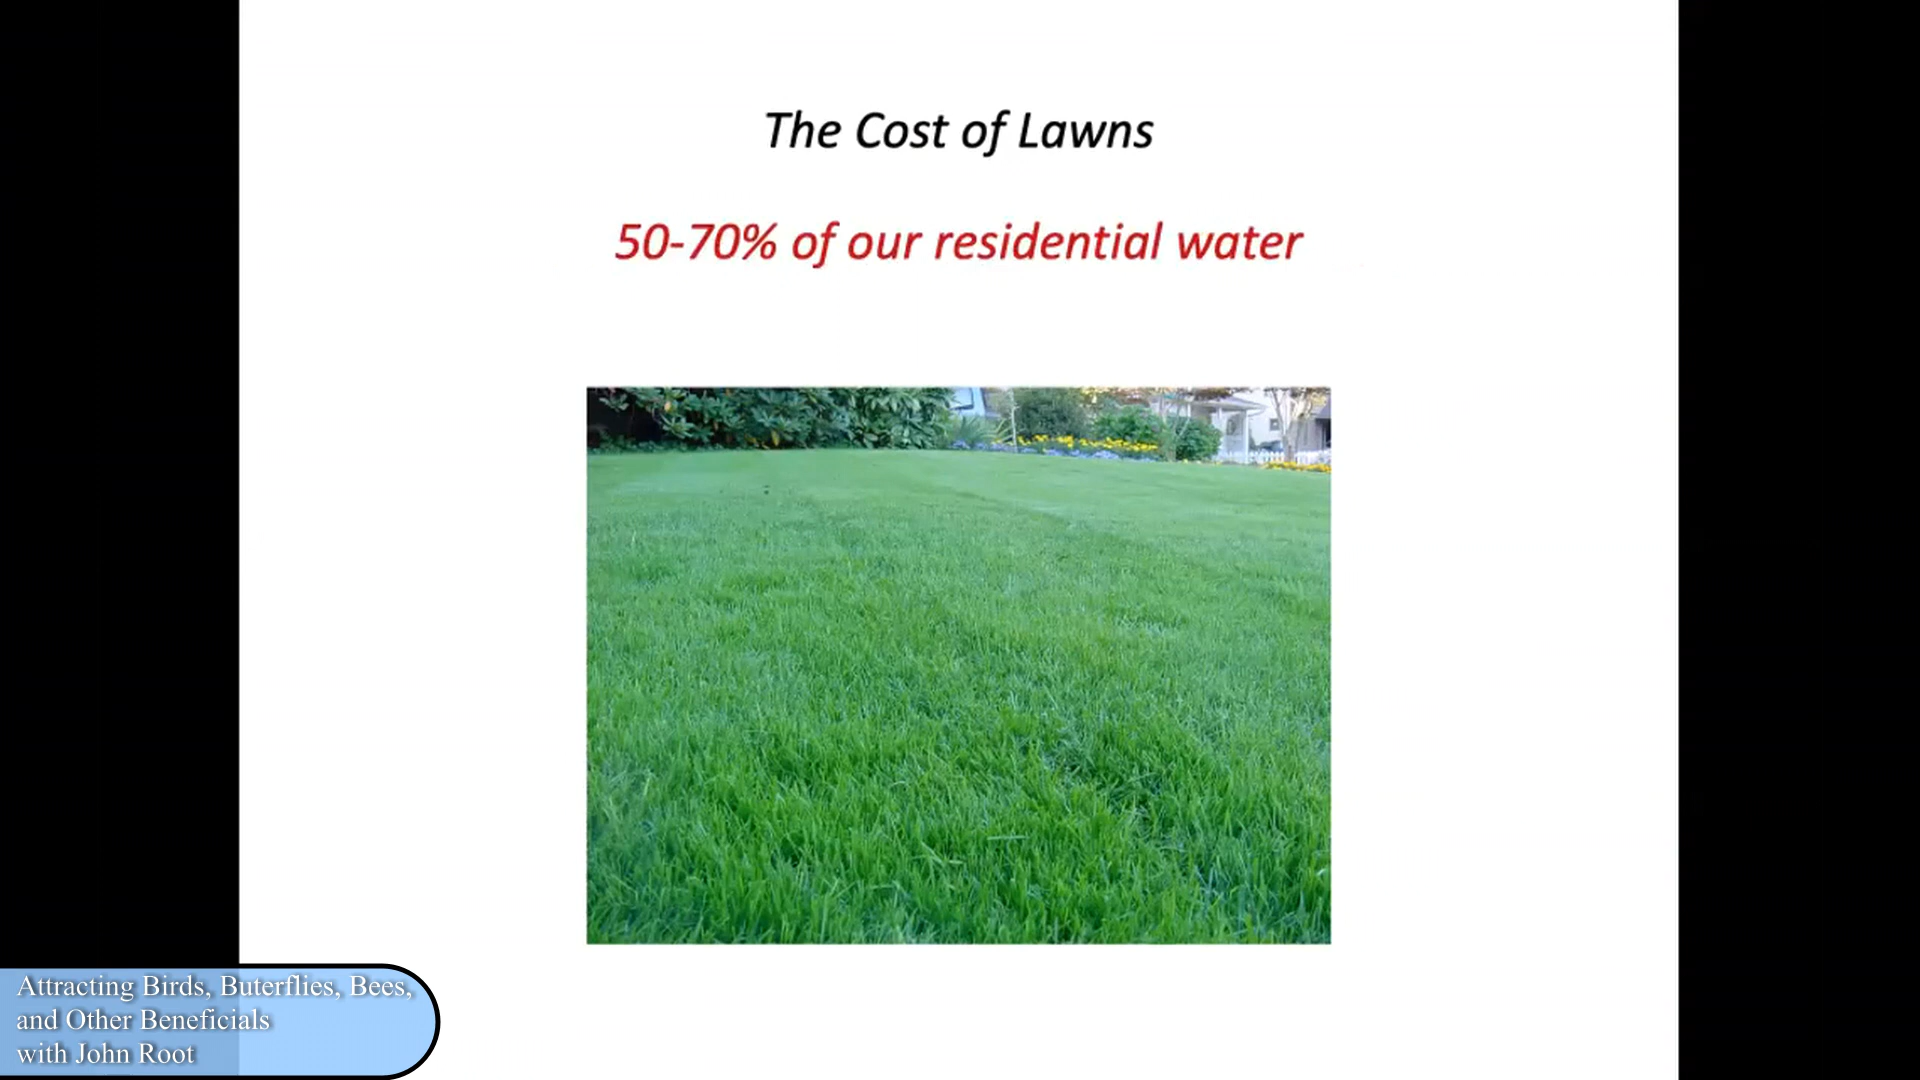 The Cost of Lawns
50-70% of our residential water
Attracting Birds, Buterflies, Bees,
and Other Beneficials
with John Root